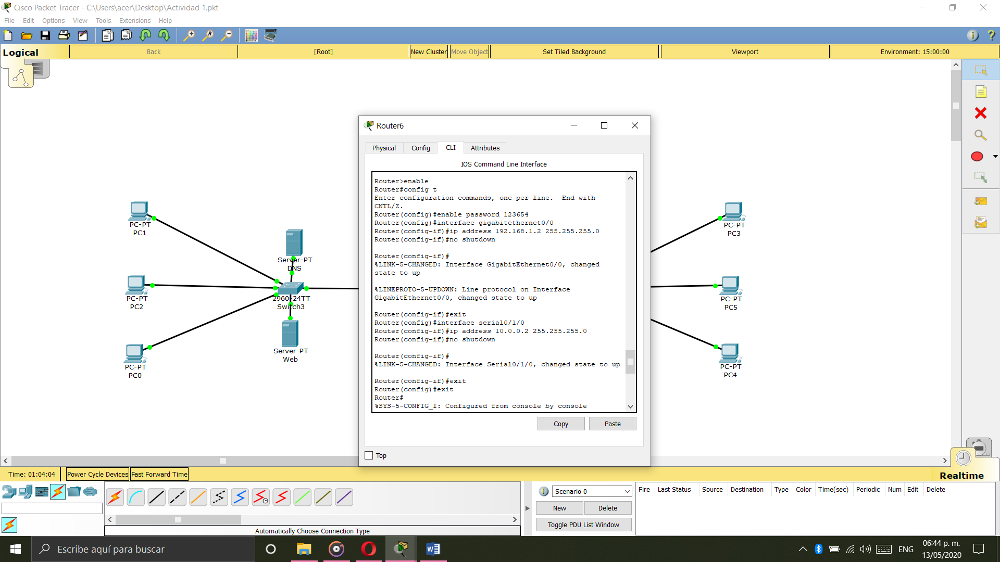 Cisco Packet Tracer - C:\Users\acer\Desktop\Actividad 1.pkt
File Edit Options View Tools Extensions Help
Logical
Back
[Root]
New Cluster
Move Object
Set Tiled Background
Viewport
Environment: 15:00:00
Router6
Physical Config CLI Attributes
IOS Command Line Interface
Router>enable
Router#config t
Enter configuration commands, one per line.  End with
CNTL/Z.
Router(config)#enable password 123654
Router(config)#interface gigabitethernet0/0
Router(config-if)#ip address 192.168.1.2 255.255.255.0
Router(config-if)#no shutdown
Router(config-if)#
%LINK-5-CHANGED: Interface GigabitEthernet0/0, changed
state to up
%LINEPROTO-5-UPDOWN: Line protocol on Interface
GigabitEthernet0/0, changed state to up
Router(config-if)#exit
Router(config)#interface serial0/1/0
Router(config-if)#ip address 10.0.0.2 255.255.255.0
Router(config-if)#no shutdown
Router(config-if)#
%LINK-5-CHANGED: Interface Serial0/1/0, changed state to up
Router(config-if)#exit
Router(config)#exit
Router#
%SYS-5-CONFIG_I: Configured from console by console
Copy
Paste
Top
PC-PT
PC1
Server-PT
DNS
PC-PT
PC2
2960-24TT
Switch3
Server-PT
Web
PC-PT
PC0
PC-PT
PC3
PC-PT
PC5
PC-PT
PC4
Time: 01:04:04
Power Cycle Devices
Fast Forward Time
Realtime
Scenario 0
New
Delete
Toggle PDU List Window
Fire Last Status Source Destination Type Color Time(sec) Periodic Num Edit Delete
Automatically Choose Connection Type
Escribe aquí para buscar
ENG
06:44 p. m.
13/05/2020